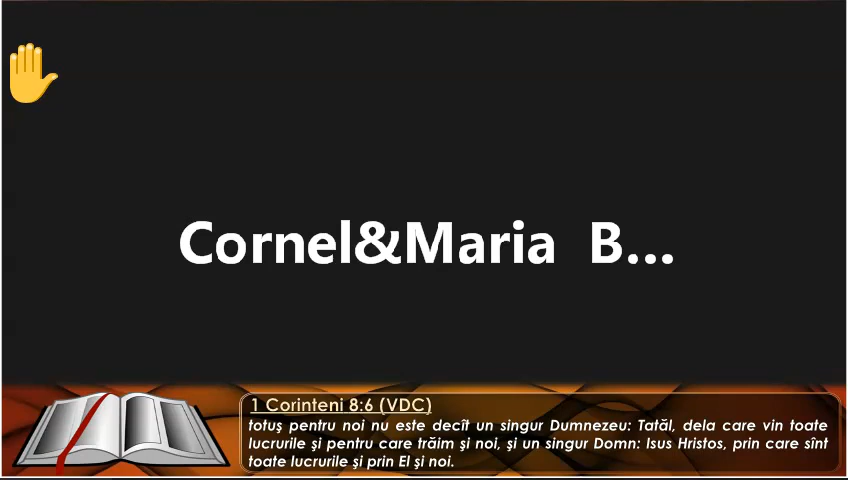 Cornel&Maria B...
1 Corinteni 8:6 (VDC)
totuş pentru noi nu este decît un singur Dumnezeu: Tatăl, dela care vin toate
lucrurile şi pentru care trăim şi noi, şi un singur Domn: Isus Hristos, prin care sînt
toate lucrurile şi prin El şi noi.